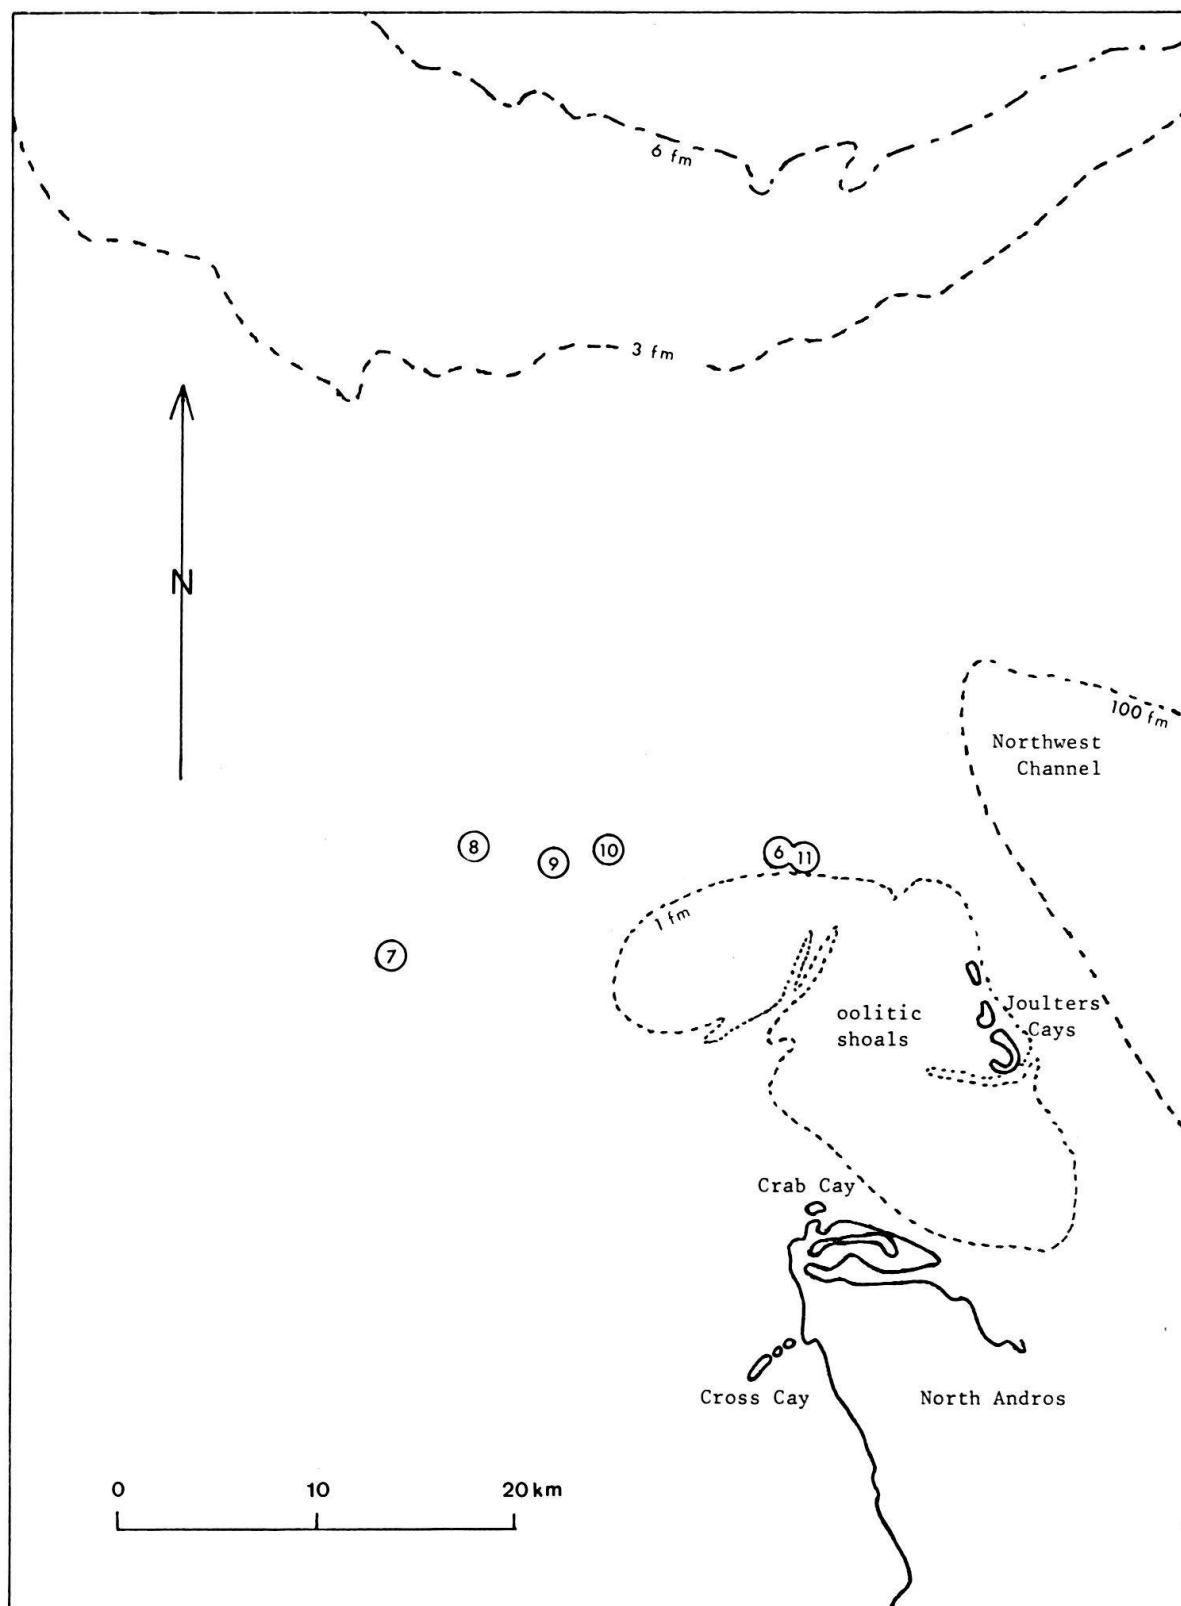 6 fm
3 fm
N
100 fm
Northwest
Channel
8
9
10
6
11
1 fm
7
oolitic
shoals
Joulters
Cays
Crab Cay
Cross Cay
North Andros
0 10 20 km